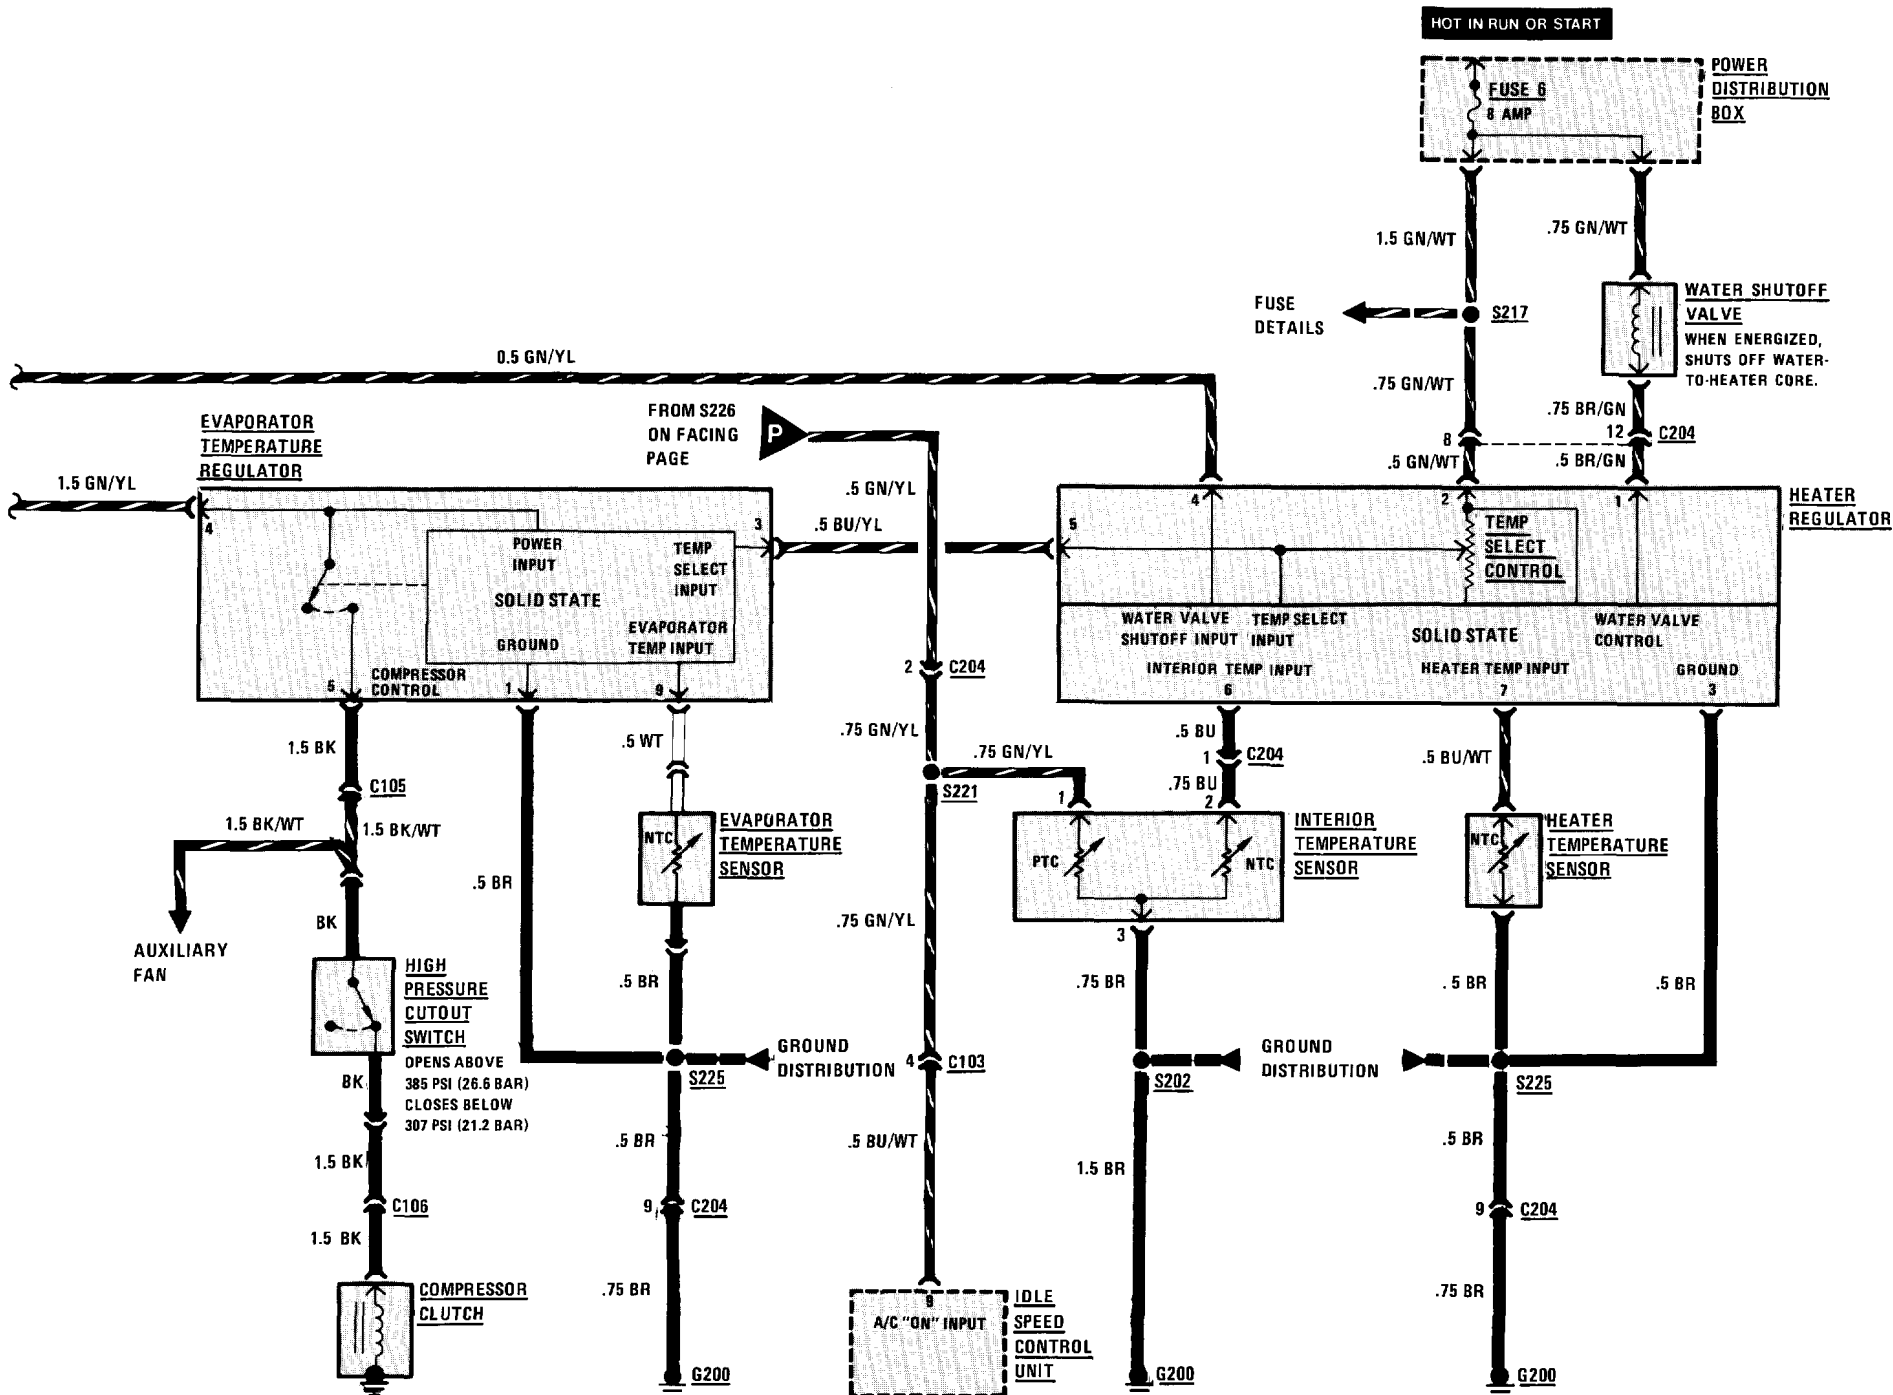 HOT IN RUN OR START
POWER
DISTRIBUTION
BOX
FUSE 6
8 AMP
1.5 GN/WT
.75 GN/WT
FUSE
DETAILS
S217
WATER SHUTOFF
VALVE
WHEN ENERGIZED,
SHUTS OFF WATER-
TO-HEATER CORE.
0.5 GN/YL
.75 GN/WT
.75 BR/GN
8
12
C204
.5 GN/WT
.5 BR/GN
FROM S226
ON FACING
PAGE
P
EVAPORATOR
TEMPERATURE
REGULATOR
1.5 GN/YL
.5 GN/YL
.5 BU/YL
4
3
POWER
INPUT
TEMP
SELECT
INPUT
SOLID STATE
GROUND
EVAPORATOR
TEMP INPUT
5
COMPRESSOR
CONTROL
1
9
HEATER
REGULATOR
4
2
1
5
TEMP
SELECT
CONTROL
WATER VALVE
SHUTOFF INPUT
TEMP SELECT
INPUT
SOLID STATE
WATER VALVE
CONTROL
INTERIOR TEMP INPUT
HEATER TEMP INPUT
GROUND
6
7
3
2
C204
1.5 BK
.5 WT
.75 GN/YL
.75 GN/YL
.5 BU
1
C204
.75 BU
.5 BU/WT
C105
S221
1
2
1.5 BK/WT
1.5 BK/WT
NTC
EVAPORATOR
TEMPERATURE
SENSOR
PTC
NTC
INTERIOR
TEMPERATURE
SENSOR
NTC
HEATER
TEMPERATURE
SENSOR
.5 BR
BK
AUXILIARY
FAN
.75 GN/YL
3
HIGH
PRESSURE
CUTOUT
SWITCH
OPENS ABOVE
385 PSI (26.6 BAR)
CLOSES BELOW
307 PSI (21.2 BAR)
.5 BR
.75 BR
.5 BR
.5 BR
GROUND
DISTRIBUTION
S225
4
C103
S202
GROUND
DISTRIBUTION
S225
BK
1.5 BK
.5 BR
.5 BU/WT
1.5 BR
.5 BR
C106
9
C204
9
C204
1.5 BK
.75 BR
.75 BR
COMPRESSOR
CLUTCH
9
A/C "ON" INPUT
IDLE
SPEED
CONTROL
UNIT
G200
G200
G200